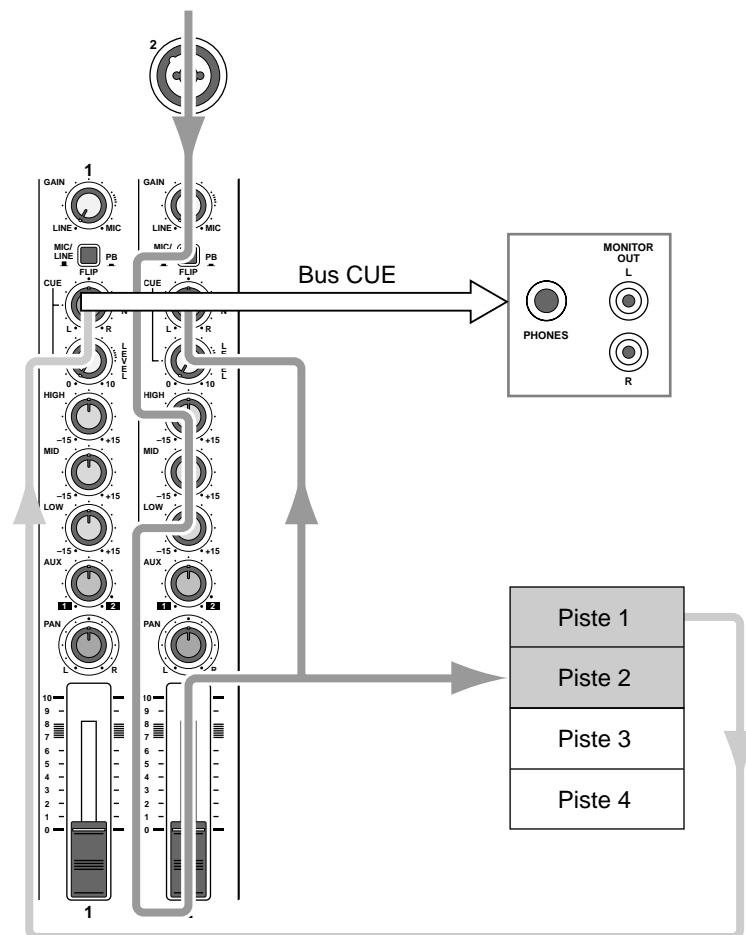 2
1
GAIN
GAIN
LINE MIC
LINE MIC
MIC/
LINE
PB
FLIP
MIC/
PB
FLIP
CUE
CUE
N
N
L R
L R
LEVEL
LE EL
0 10
0 10
HIGH
HIGH
–15 +15
–15 +15
MID
MID
–15 +15
–15 +15
LOW
LOW
–15 +15
–15 +15
AUX
AUX
1 2
1 2
PAN
PAN
L R
L R
10
9
8
7
6
5
4
3
2
1
0
10
9
8
7
6
5
4
3
2
1
0
1
Bus CUE
MONITOR
OUT
L
PHONES
R
Piste 1
Piste 2
Piste 3
Piste 4